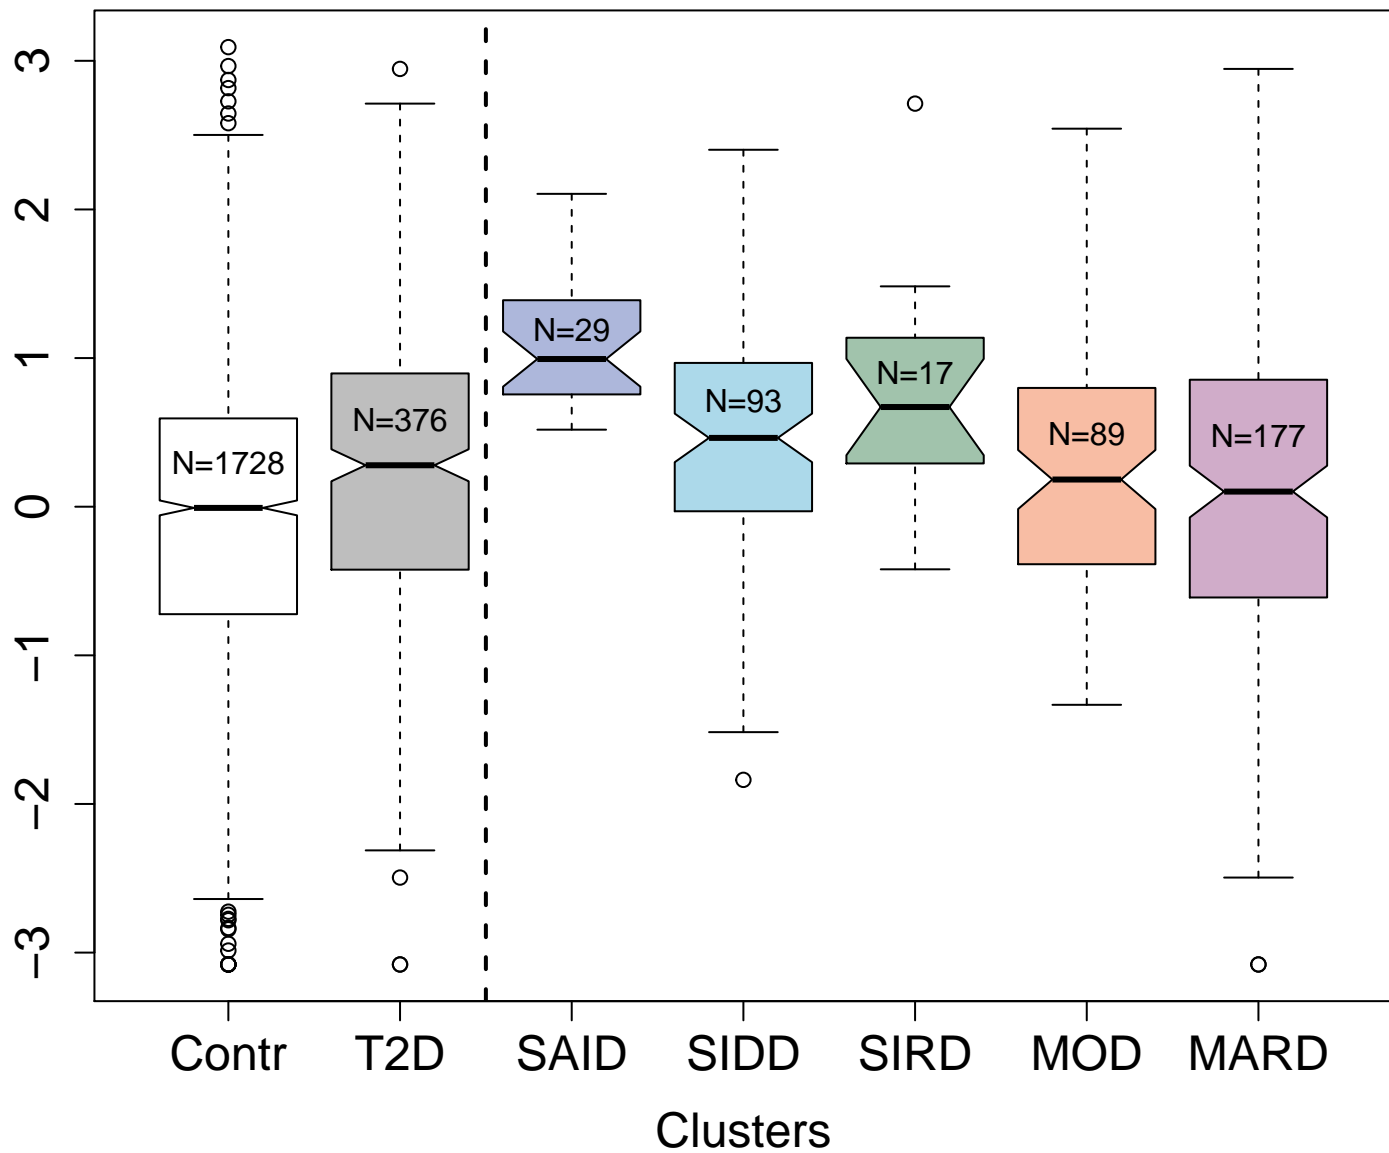 3
2
1
0
−1
−2
−3
N=1728
N=376
N=29
N=93
N=17
N=89
N=177
Contr T2D SAID SIDD SIRD MOD MARD
Clusters